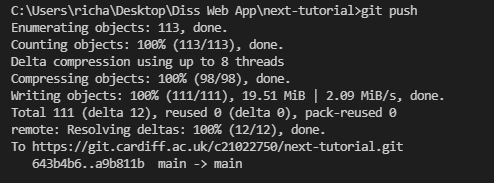 C:\Users\richa\Desktop\Diss Web App\next-tutorial>git push
Enumerating objects: 113, done.
Counting objects: 100% (113/113), done.
Delta compression using up to 8 threads
Compressing objects: 100% (98/98), done.
Writing objects: 100% (111/111), 19.51 MiB | 2.09 MiB/s, done.
Total 111 (delta 12), reused 0 (delta 0), pack-reused 0
remote: Resolving deltas: 100% (12/12), done.
To https://git.cardiff.ac.uk/c21022750/next-tutorial.git
643b4b6..a9b811b  main -> main